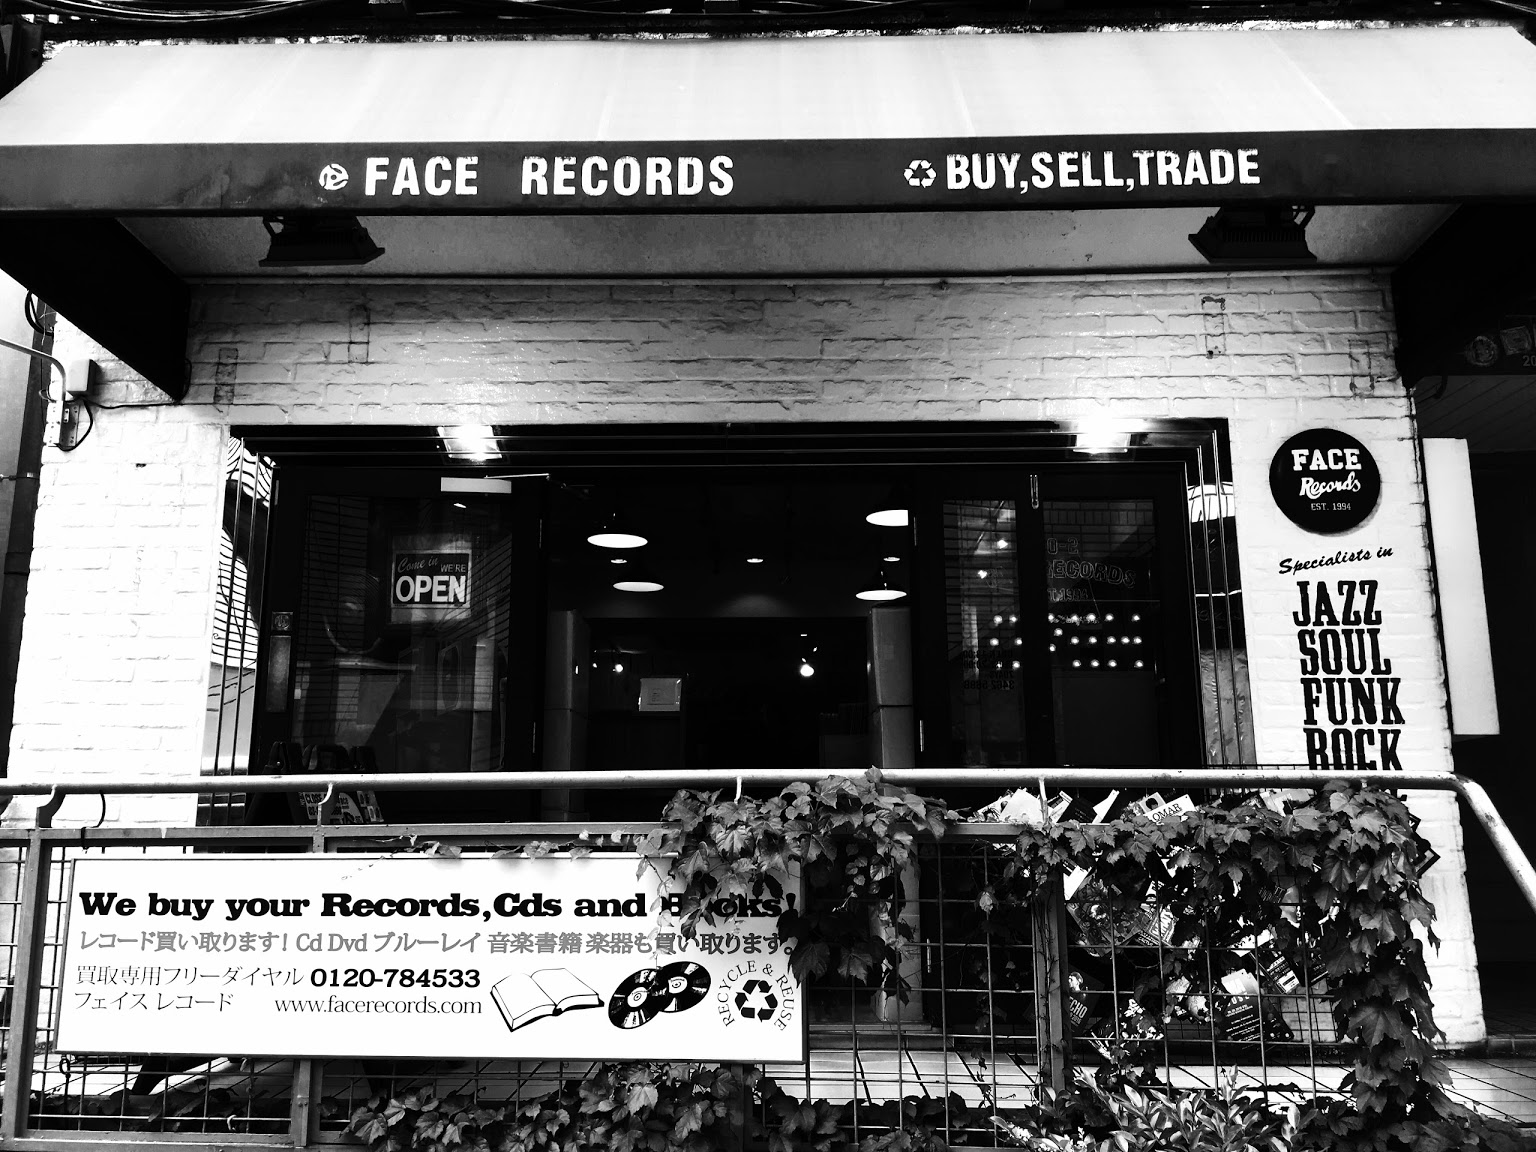 FACE RECORDS
BUY,SELL,TRADE
FACE
Records
EST. 1994
Specialists in
JAZZ
SOUL
FUNK
ROCK
Come in WE'RE
OPEN
RECORDS
OMAR
We buy your Records,Cds and Books!
レコード買い取ります! Cd Dvd ブルーレイ 音楽書籍 楽器も買い取ります。
買取専用フリーダイヤル 0120-784533
フェイス レコード www.facerecords.com
RECYCLE & REUSE